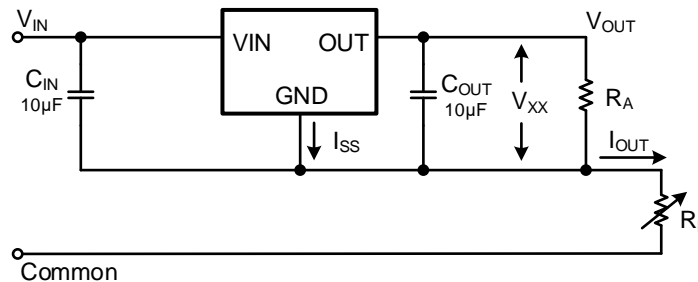 VIN
VOUT
VIN OUT
GND
CIN
10µF
COUT
10µF
VXX
RA
ISS
IOUT
R
Common